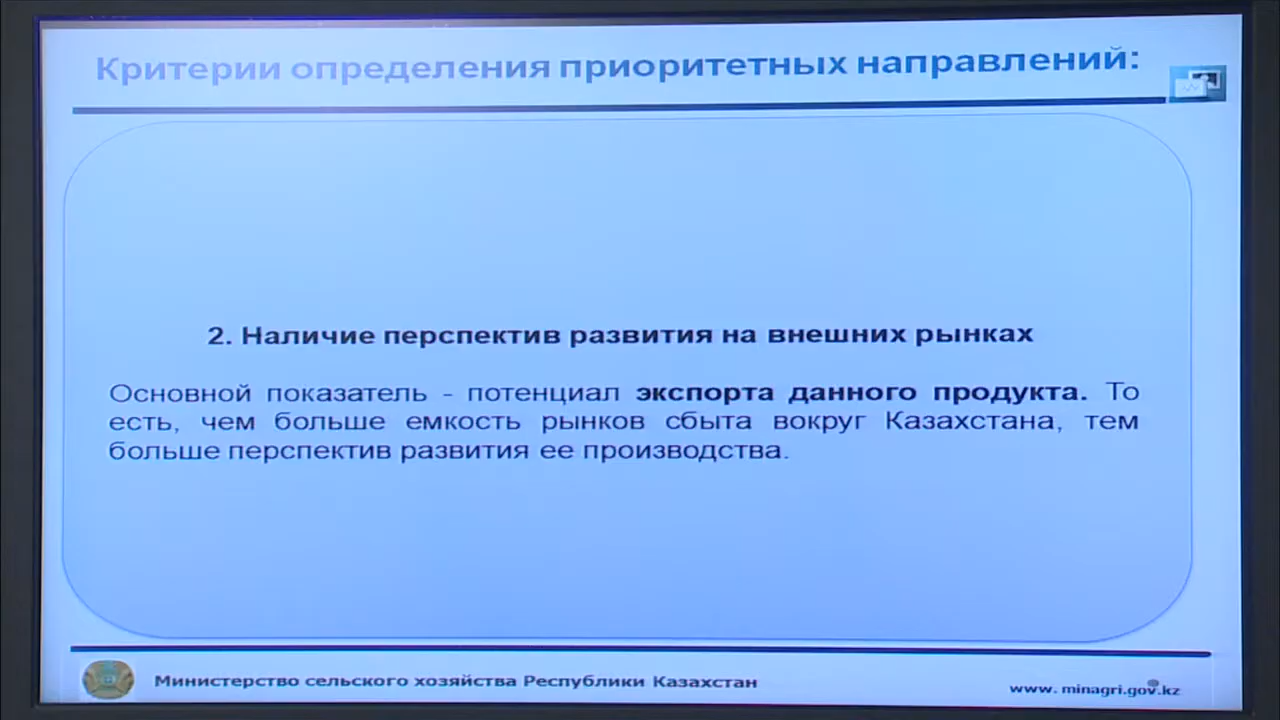 Критерии определения приоритетных направлений:
2. Наличие перспектив развития на внешних рынках
Основной показатель - потенциал экспорта данного продукта. То
есть, чем больше емкость рынков сбыта вокруг Казахстана, тем
больше перспектив развития ее производства.
Министерство сельского хозяйства Республики Казахстан
www. minagri.gov.kz